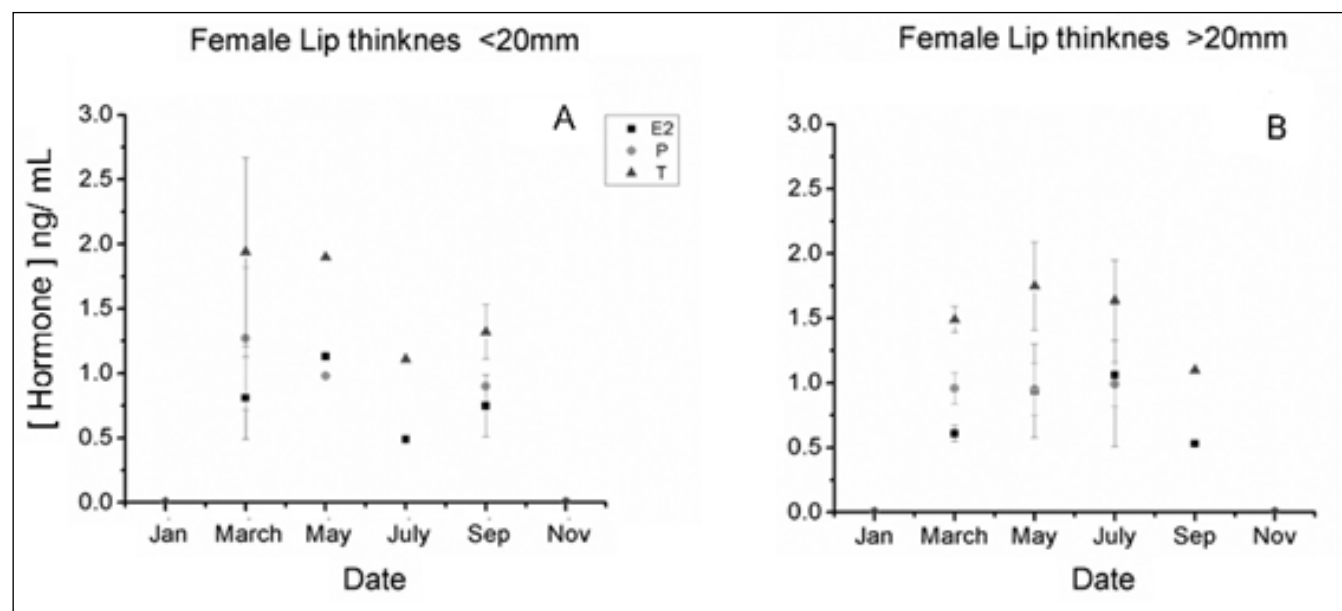 Female Lip thinknes <20mm
A
E2
P
T
[ Hormone ] ng/ mL
3.0
2.5
2.0
1.5
1.0
0.5
0.0
Jan March May July Sep Nov
Date
Female Lip thinknes >20mm
B
3.0
2.5
2.0
1.5
1.0
0.5
0.0
Jan March May July Sep Nov
Date